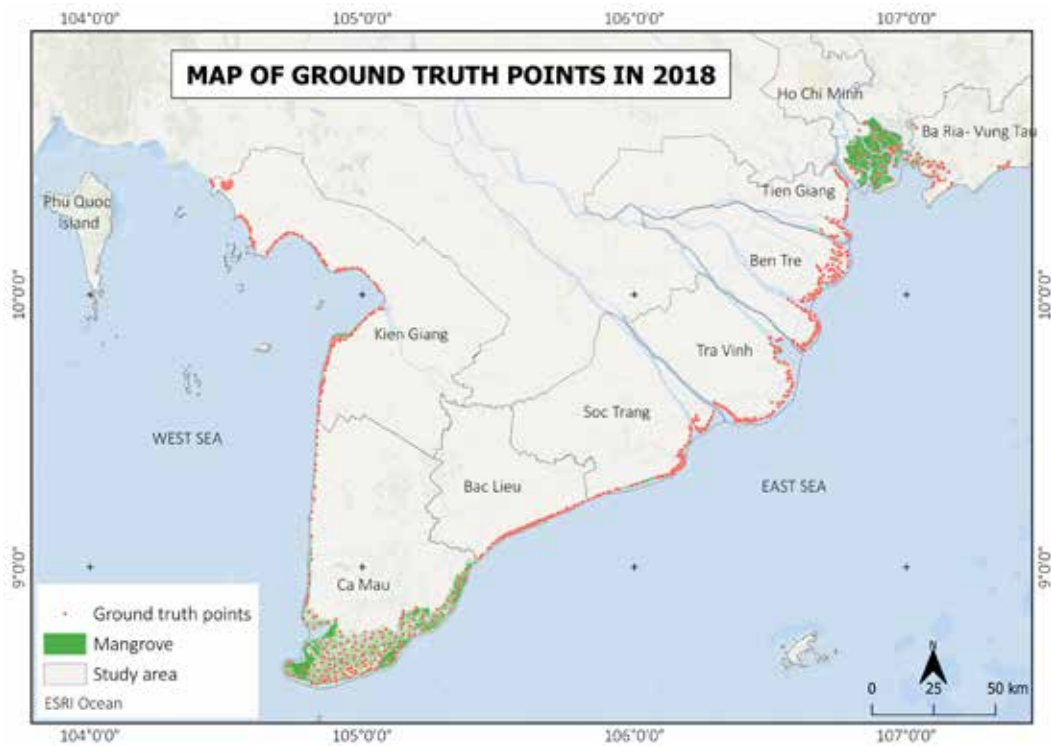 104°0'0" 105°0'0" 106°0'0" 107°0'0"
MAP OF GROUND TRUTH POINTS IN 2018
Ho Chi Minh
Ba Ria- Vung Tau
Phu Quoc
Island
Tien Giang
Ben Tre
10°0'0" 10°0'0"
Kien Giang
Tra Vinh
Soc Trang
WEST SEA
Bac Lieu
EAST SEA
9°0'0" 9°0'0"
Ca Mau
Ground truth points
Mangrove
Study area
ESRI Ocean
N
0 25 50 km
104°0'0" 105°0'0" 106°0'0" 107°0'0"